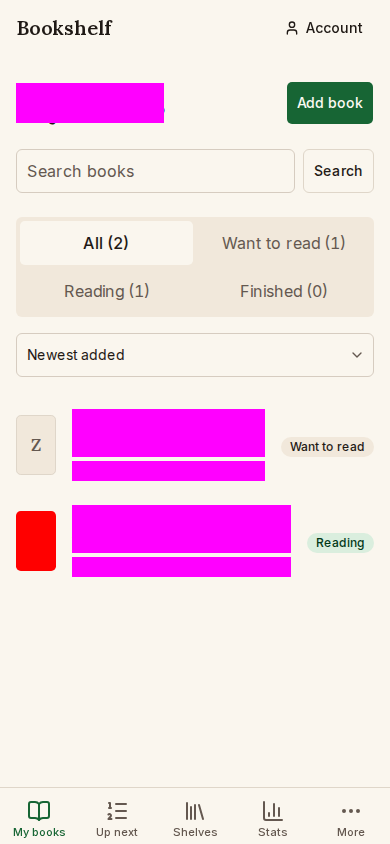 Bookshelf
Account
Add book
Search books
Search
All (2)
Want to read (1)
Reading (1)
Finished (0)
Newest added
Z
Want to read
Reading
My books
Up next
Shelves
Stats
More